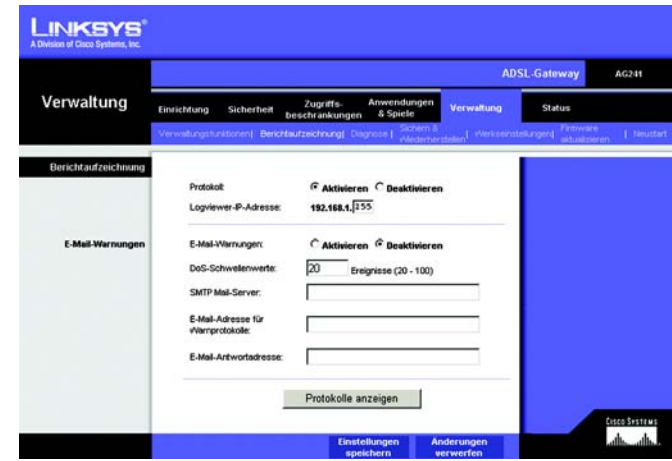 LINKSYS®
A Division of Cisco Systems, Inc.
ADSL-Gateway AG241
Verwaltung
Einrichtung Sicherheit Zugriffs-beschrankungen Anwendungen & Spiele Verwaltung Status
Verwaltungsfunktionen | Berichtaufzeichnung | Diagnose | Sichern & Wiederherstellen | Werkseinstellungen | Firmware aktualisieren | Neustart
Berichtaufzeichnung
Protokoll: Aktivieren Deaktivieren
Logviewer-IP-Adresse: 192.168.1.255
E-Mail-Warnungen
E-Mail-Warnungen: Aktivieren Deaktivieren
DoS-Schwellenwerte: 20 Ereignisse (20 - 100)
SMTP Mail-Server:
E-Mail-Adresse für
Warnprotokolle:
E-Mail-Antwortadresse:
Protokolle anzeigen
CISCO SYSTEMS
Einstellungen speichern Änderungen verwerfen